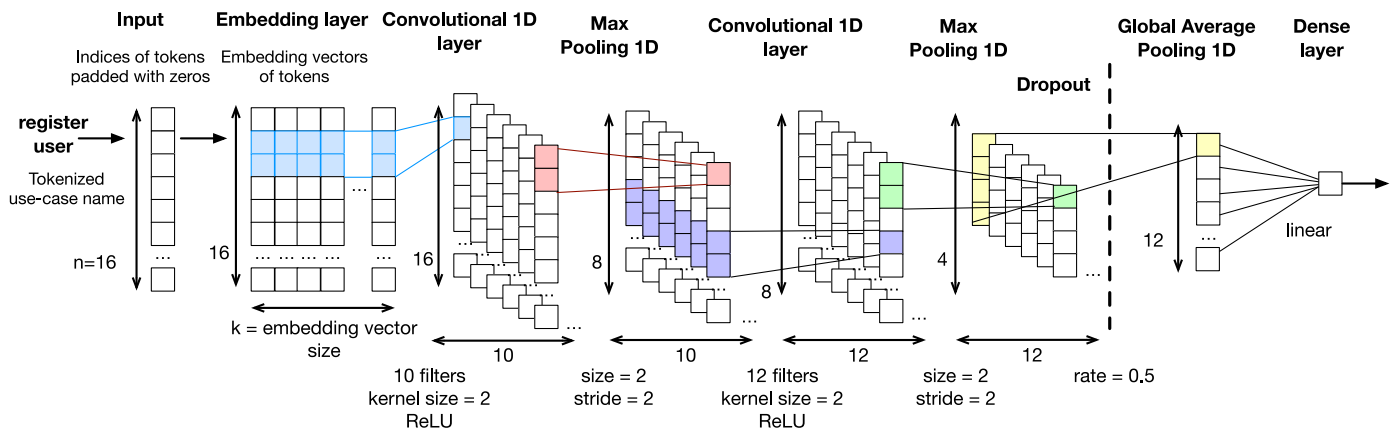 Input
Indices of tokens
padded with zeros
register
user
Tokenized
use-case name
n=16
...
Embedding layer
Embedding vectors
of tokens
16
...
... ... ...
k = embedding vector
size
Convolutional 1D
layer
16
...
...
...
10
10 filters
kernel size = 2
ReLU
Max
Pooling 1D
8
...
...
...
10
size = 2
stride = 2
Convolutional 1D
layer
8
...
...
...
12
12 filters
kernel size = 2
ReLU
Max
Pooling 1D
4
...
12
size = 2
stride = 2
Dropout
rate = 0.5
Global Average
Pooling 1D
12
...
Dense
layer
linear